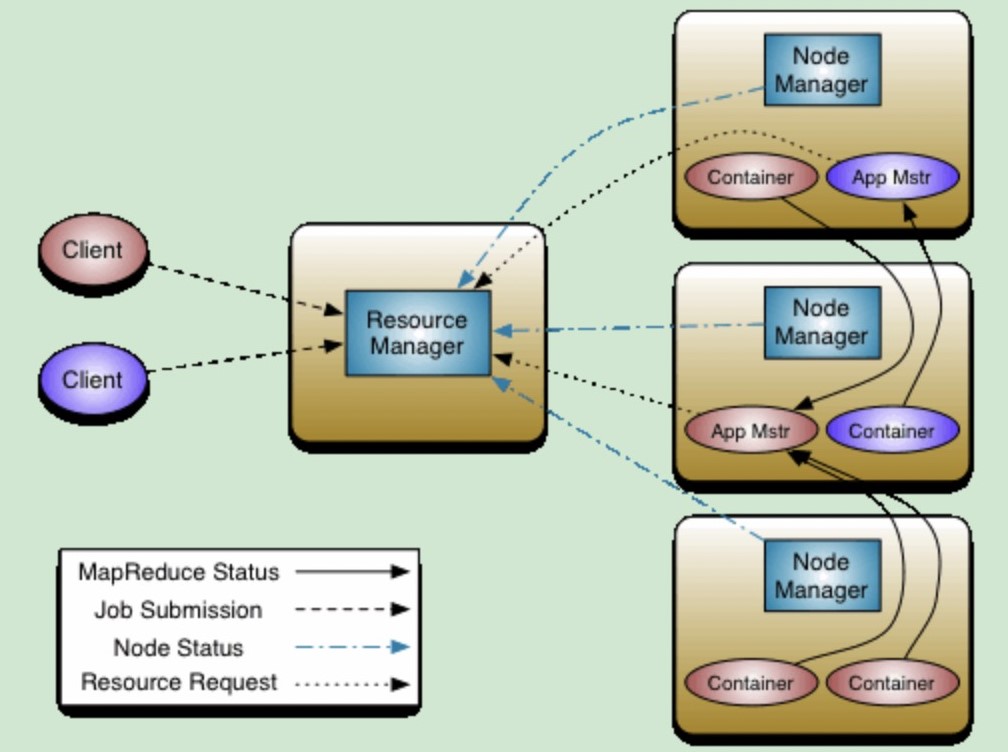 Node
Manager
Container
App Mstr
Client
Client
Resource
Manager
Node
Manager
App Mstr
Container
Node
Manager
Container
Container
MapReduce Status
Job Submission
Node Status
Resource Request